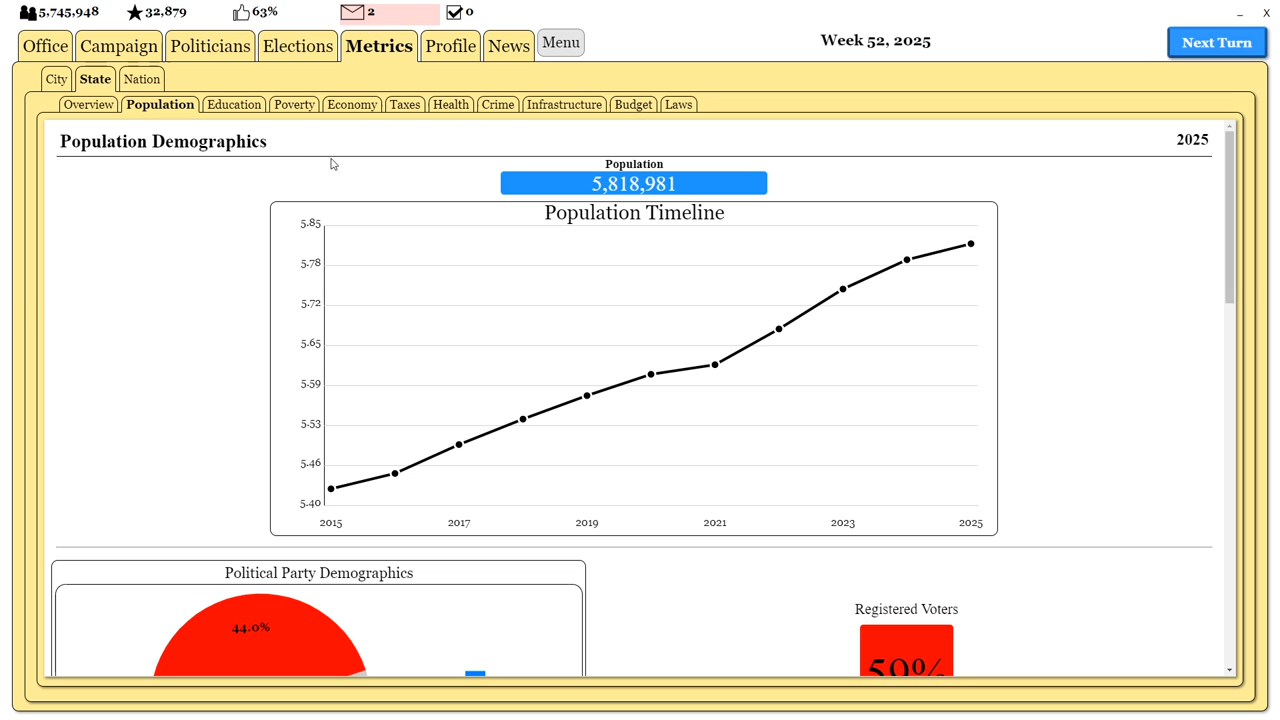 5,745,948 32,879 63% 2 0 _ X
Office Campaign Politicians Elections Metrics Profile News Menu Week 52, 2025 Next Turn
City State Nation
Overview Population Education Poverty Economy Taxes Health Crime Infrastructure Budget Laws
Population Demographics 2025
Population
5,818,981
Population Timeline
5.85
5.78
5.72
5.65
5.59
5.53
5.46
5.40
2015 2017 2019 2021 2023 2025
Political Party Demographics
Registered Voters
44.0%
59%